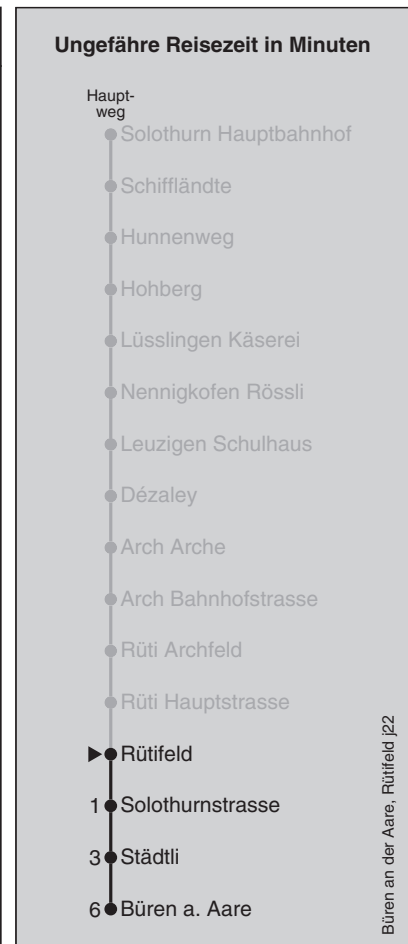 Ungefähre Reisezeit in Minuten
Haupt-
weg
Solothurn Hauptbahnhof
Schiffländte
Hunnenweg
Hohberg
Lüsslingen Käserei
Nennigkofen Rössli
Leuzigen Schulhaus
Dézaley
Arch Arche
Arch Bahnhofstrasse
Rüti Archfeld
Rüti Hauptstrasse
Rütifeld
1 Solothurnstrasse
3 Städtli
6 Büren a. Aare
Büren an der Aare, Rütifeld j22